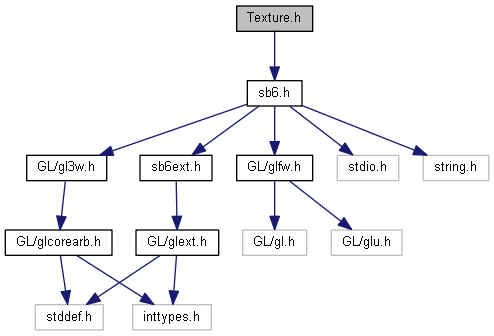 Texture.h
sb6.h
GL/gl3w.h
sb6ext.h
GL/glfw.h
stdio.h
string.h
GL/glcorearb.h
GL/glext.h
GL/gl.h
GL/glu.h
stddef.h
inttypes.h